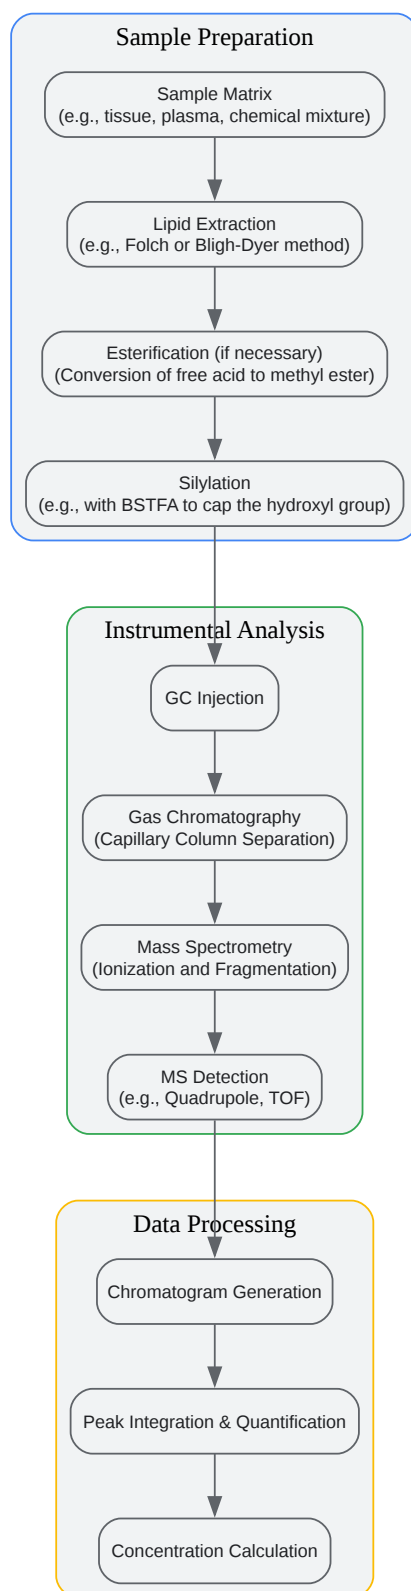 Sample Preparation
Sample Matrix
(e.g., tissue, plasma, chemical mixture)
Lipid Extraction
(e.g., Folch or Bligh-Dyer method)
Esterification (if necessary)
(Conversion of free acid to methyl ester)
Silylation
(e.g., with BSTFA to cap the hydroxyl group)
Instrumental Analysis
GC Injection
Gas Chromatography
(Capillary Column Separation)
Mass Spectrometry
(Ionization and Fragmentation)
MS Detection
(e.g., Quadrupole, TOF)
Data Processing
Chromatogram Generation
Peak Integration & Quantification
Concentration Calculation